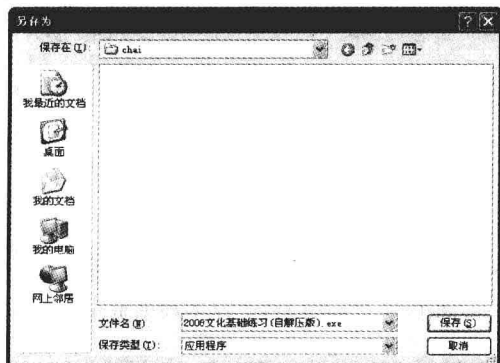 另存为
保存在(I):
chai
我最近的文档
桌面
我的文档
我的电脑
网上邻居
文件名(N):
2006文化基础练习(自解压版).exe
保存(S)
保存类型(T):
应用程序
取消